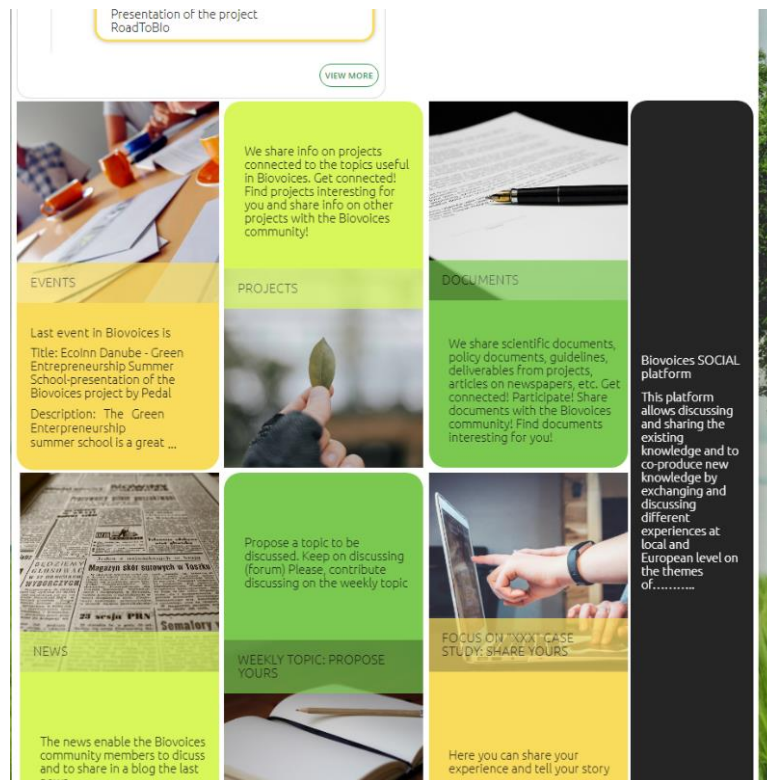 Presentation of the project
RoadToBIo
VIEW MORE
EVENTS
Last event in Biovoices is
Title: EcoInn Danube - Green
Entrepreneurship Summer
School-presentation of the
Biovoices project by Pedal
Description: The Green
Enterpreneurship
summer school is a great ...
We share info on projects
connected to the topics useful
in Biovoices. Get connected!
Find projects interesting for
you and share info on other
projects with the Biovoices
community!
PROJECTS
DOCUMENTS
We share scientific documents,
policy documents, guidelines,
deliverables from projects,
articles on newspapers, etc. Get
connected! Participate! Share
documents with the Biovoices
community! Find documents
interesting for you!
Biovoices SOCIAL
platform
This platform
allows discussing
and sharing the
existing
knowledge and to
co-produce new
knowledge by
exchanging and
discussing
different
experiences at
local and
European level on
the themes
of...........
Magazyn skór surowych w Toszku
23 sesja PRN
NEWS
The news enable the Biovoices
community members to dicuss
and to share in a blog the last
Propose a topic to be
discussed. Keep on discussing
(forum) Please, contribute
discussing on the weekly topic
WEEKLY TOPIC: PROPOSE
YOURS
FOCUS ON "XXX" CASE
STUDY: SHARE YOURS
Here you can share your
experience and tell your story